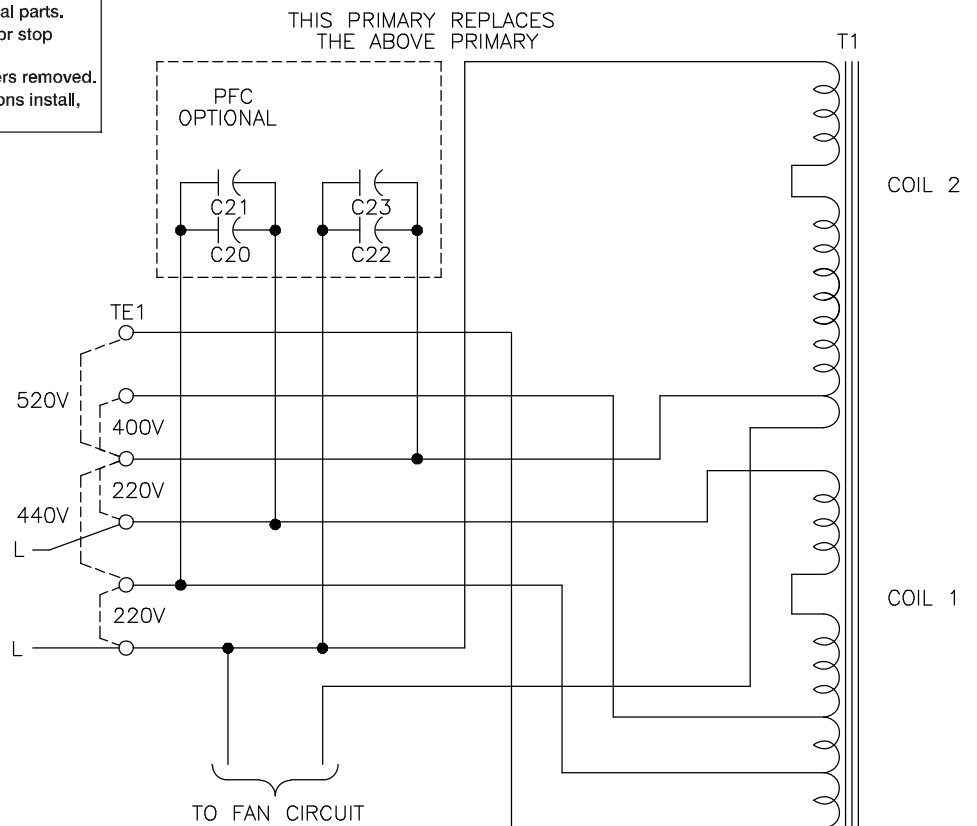 al parts.
or stop
ers removed.
ons install,
THIS PRIMARY REPLACES
THE ABOVE PRIMARY
T1
PFC
OPTIONAL
COIL 2
C21
C23
C20
C22
TE1
520V
400V
220V
440V
L
COIL 1
220V
L
TO FAN CIRCUIT